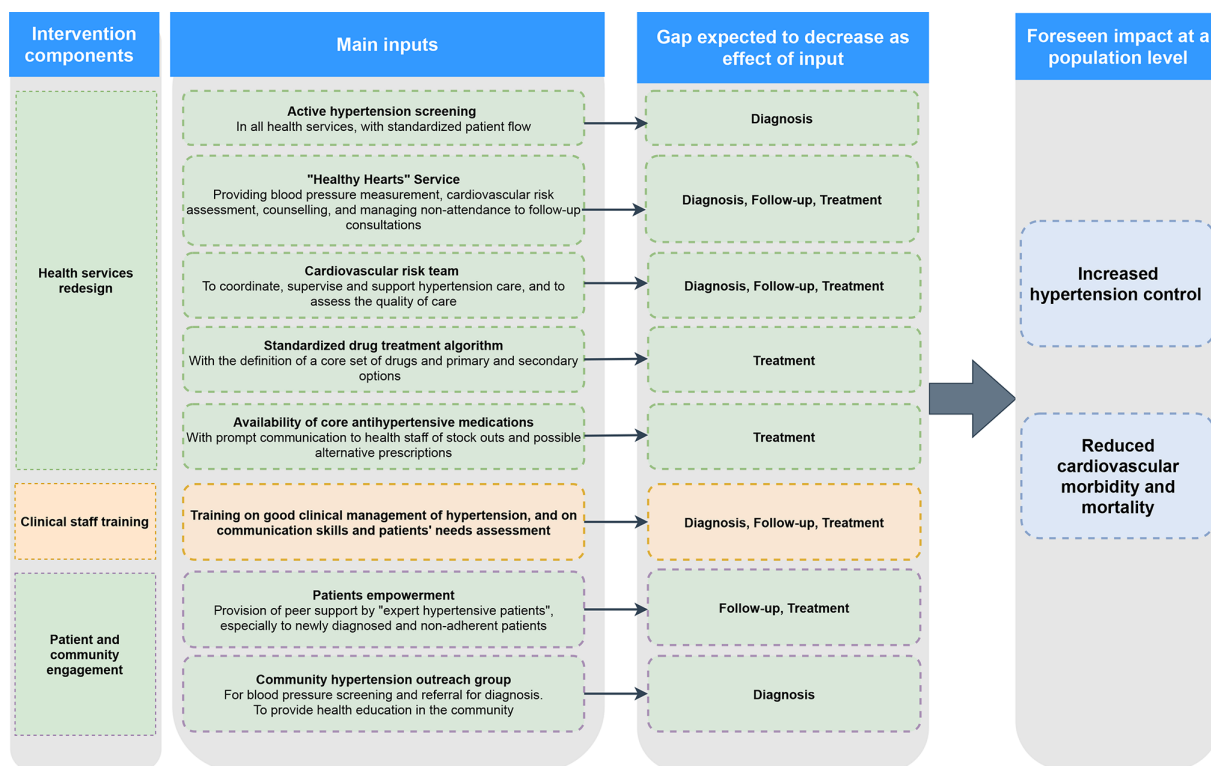 Intervention
components
Main inputs
Gap expected to decrease as
effect of input
Foreseen impact at a
population level
Health services
redesign
Active hypertension screening
In all health services, with standardized patient flow
Diagnosis
"Healthy Hearts" Service
Providing blood pressure measurement, cardiovascular risk
assessment, counselling, and managing non-attendance to follow-up
consultations
Diagnosis, Follow-up, Treatment
Cardiovascular risk team
To coordinate, supervise and support hypertension care, and to
assess the quality of care
Diagnosis, Follow-up, Treatment
Standardized drug treatment algorithm
With the definition of a core set of drugs and primary and secondary
options
Treatment
Availability of core antihypertensive medications
With prompt communication to health staff of stock outs and possible
alternative prescriptions
Treatment
Clinical staff training
Training on good clinical management of hypertension, and on
communication skills and patients' needs assessment
Diagnosis, Follow-up, Treatment
Patient and
community
engagement
Patients empowerment
Provision of peer support by "expert hypertensive patients",
especially to newly diagnosed and non-adherent patients
Follow-up, Treatment
Community hypertension outreach group
For blood pressure screening and referral for diagnosis.
To provide health education in the community
Diagnosis
Increased
hypertension control
Reduced
cardiovascular
morbidity and
mortality